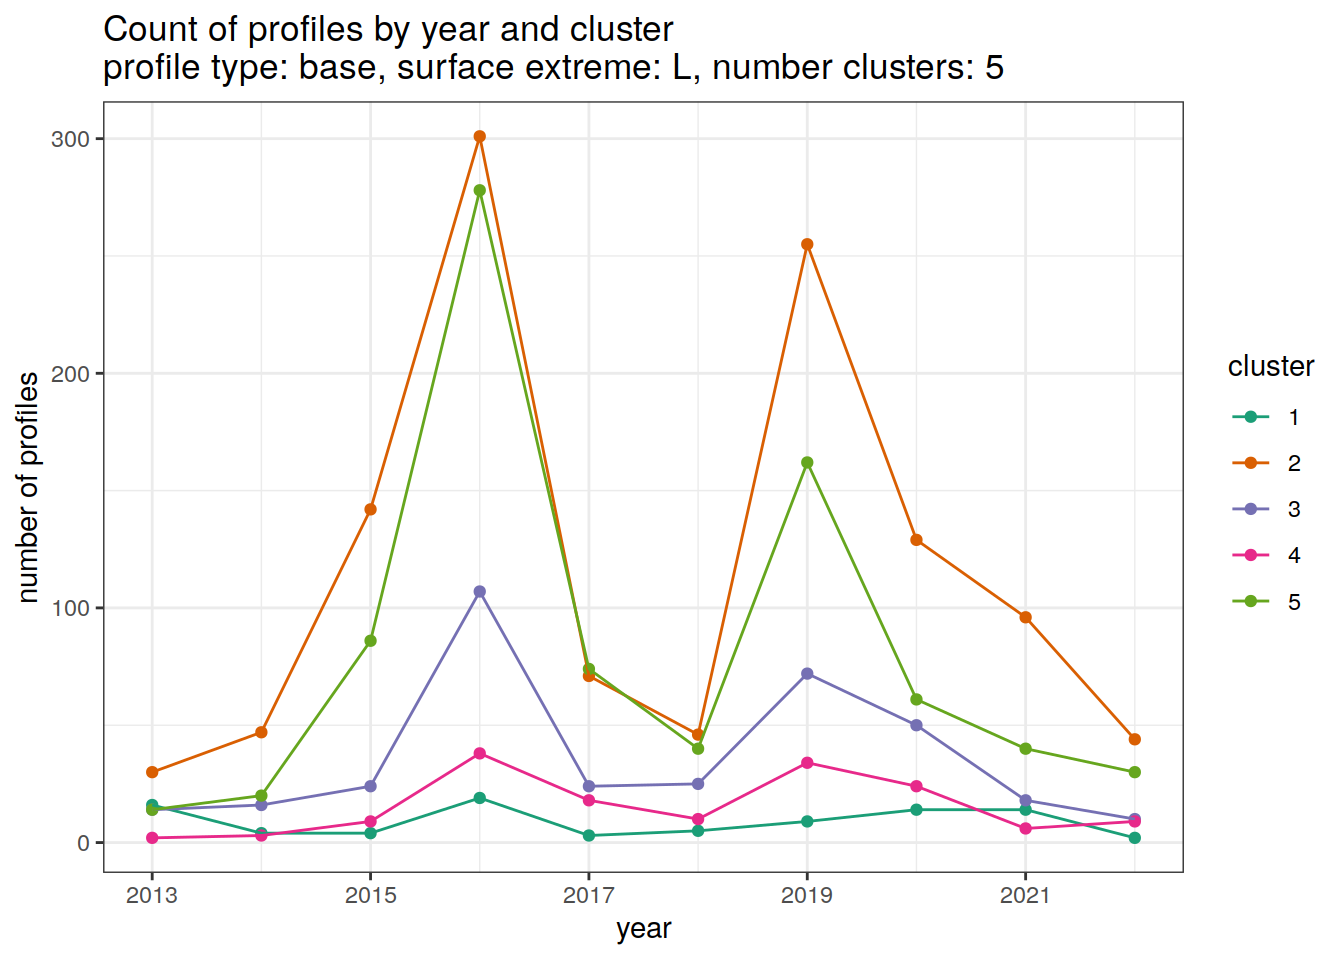 Count of profiles by year and cluster
profile type: base, surface extreme: L, number clusters: 5
300
200
100
0
number of profiles
2013
2015
2017
2019
2021
year
cluster
1
2
3
4
5